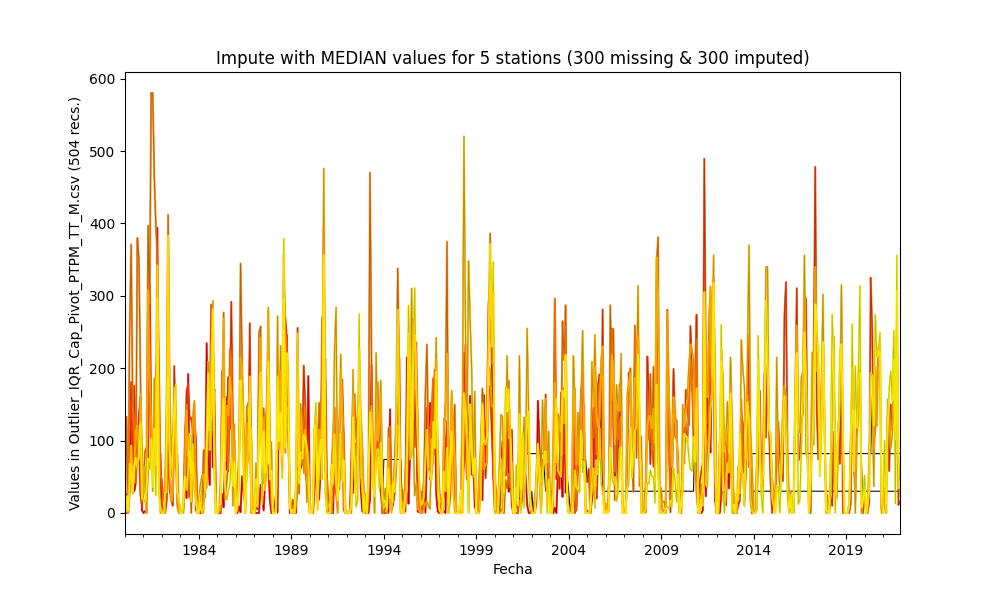 Impute with MEDIAN values for 5 stations (300 missing & 300 imputed)
Values in Outlier_IQR_Cap_Pivot_PTPM_TT_M.csv (504 recs.)
600
500
400
300
200
100
0
1984 1989 1994 1999 2004 2009 2014 2019
Fecha